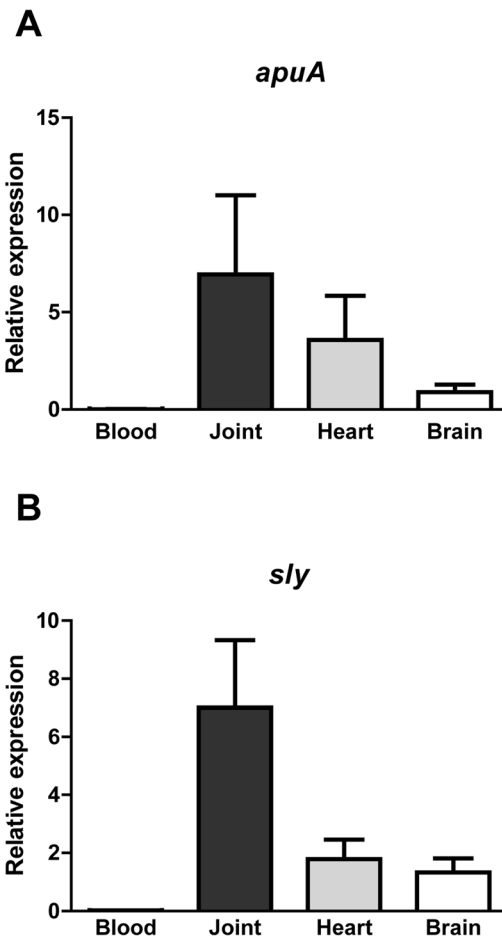 A
apuA
15
10
5
0
Relative expression
Blood Joint Heart Brain
B
sly
10
8
6
4
2
0
Relative expression
Blood Joint Heart Brain